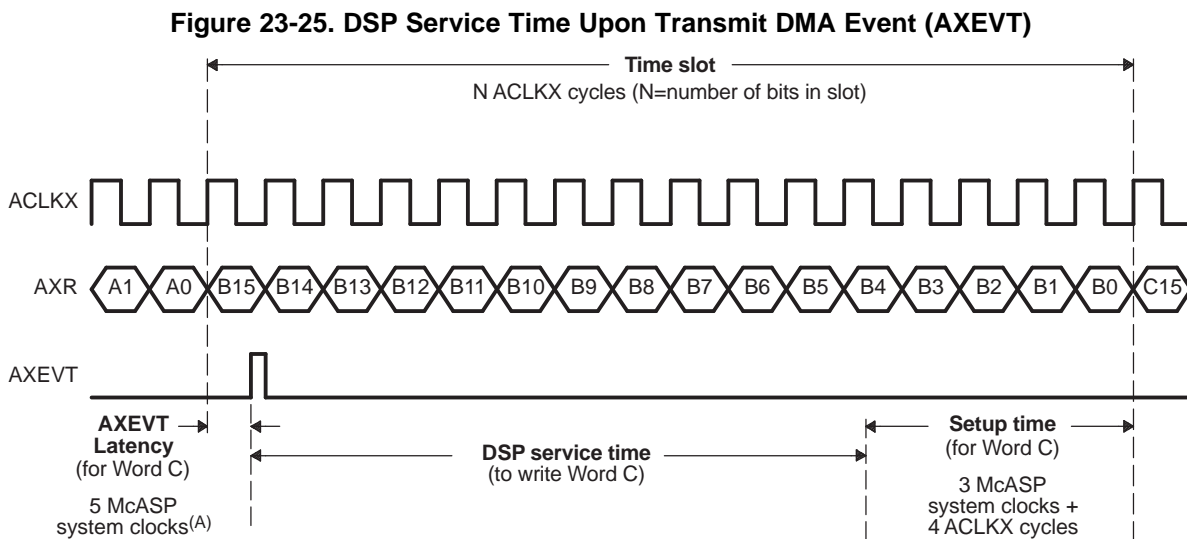 Figure 23-25. DSP Service Time Upon Transmit DMA Event (AXEVT)
Time slot
N ACLKX cycles (N=number of bits in slot)
ACLKX
AXR A1 A0 B15 B14 B13 B12 B11 B10 B9 B8 B7 B6 B5 B4 B3 B2 B1 B0 C15
AXEVT
AXEVT
Latency
(for Word C)
5 McASP
system clocks(A)
DSP service time
(to write Word C)
Setup time
(for Word C)
3 McASP
system clocks +
4 ACLKX cycles